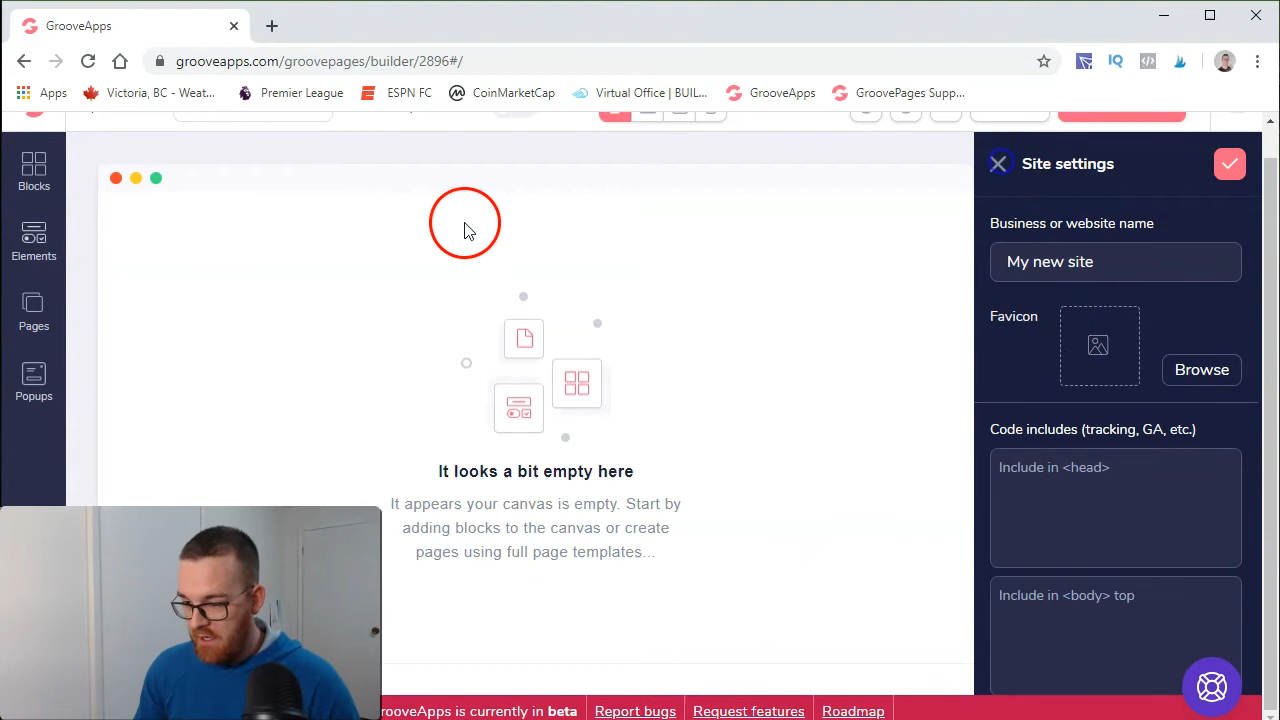 GrooveApps
grooveapps.com/groovepages/builder/2896#/
Apps
Victoria, BC - Weat...
Premier League
ESPN FC
CoinMarketCap
Virtual Office | BUIL...
GrooveApps
GroovePages Supp...
IQ
Blocks
Elements
Pages
Popups
It looks a bit empty here
It appears your canvas is empty. Start by
adding blocks to the canvas or create
pages using full page templates...
Site settings
Business or website name
My new site
Favicon
Browse
Code includes (tracking, GA, etc.)
Include in <head>
Include in <body> top
rooveApps is currently in beta
Report bugs
Request features
Roadmap